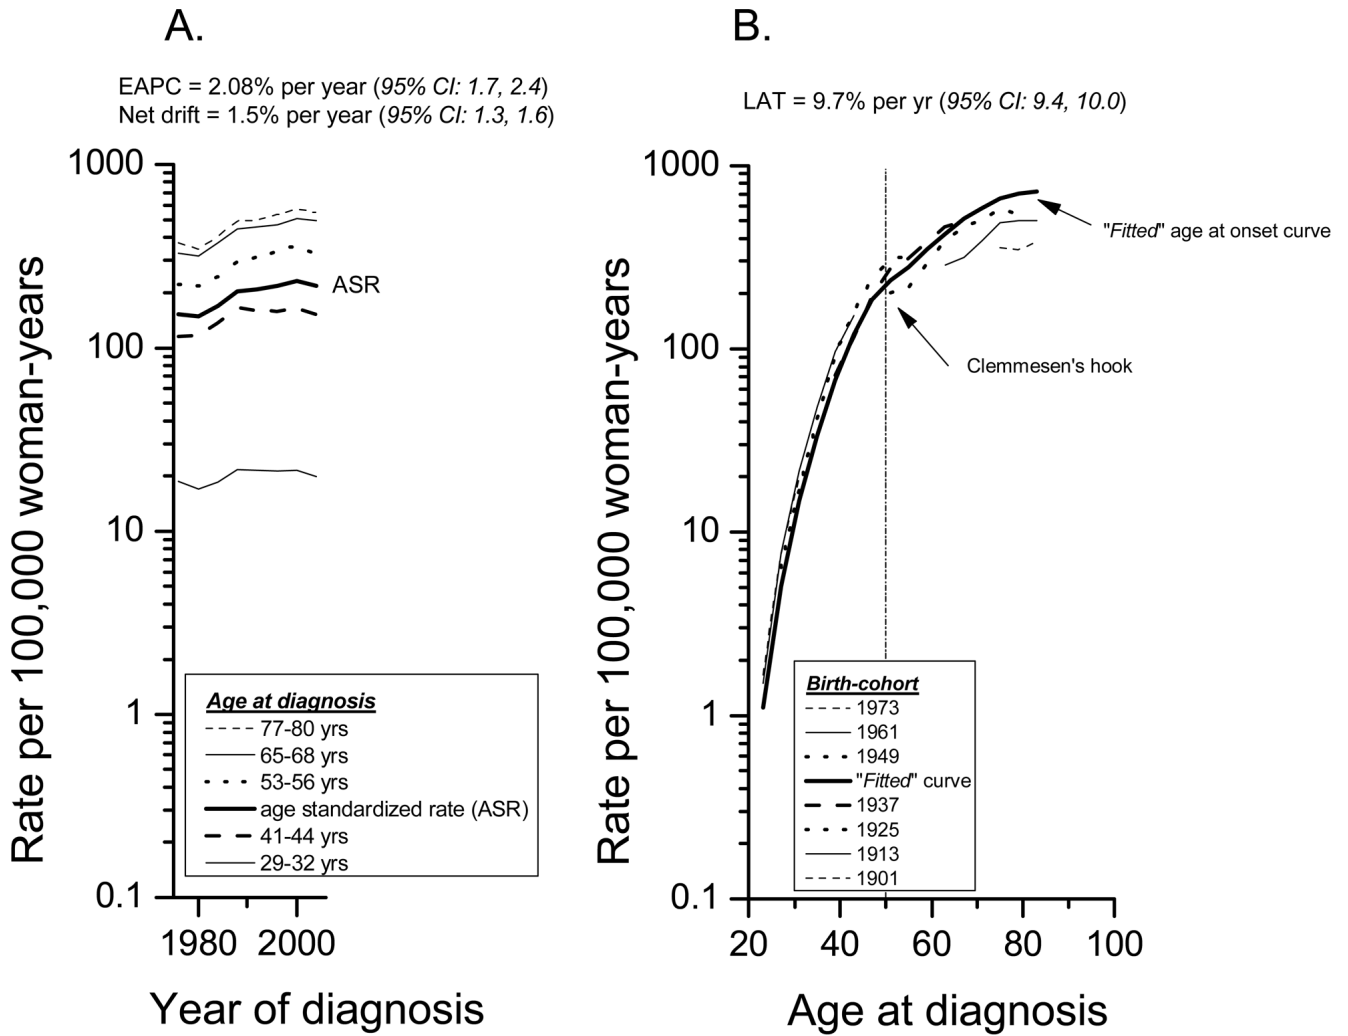 A.
EAPC = 2.08% per year (95% CI: 1.7, 2.4)
Net drift = 1.5% per year (95% CI: 1.3, 1.6)
Rate per 100,000 woman-years
1000
100
10
1
0.1
ASR
Age at diagnosis
77-80 yrs
65-68 yrs
53-56 yrs
age standardized rate (ASR)
41-44 yrs
29-32 yrs
1980 2000
Year of diagnosis
B.
LAT = 9.7% per yr (95% CI: 9.4, 10.0)
Rate per 100,000 woman-years
1000
100
10
1
0.1
"Fitted" age at onset curve
Clemmesen's hook
Birth-cohort
1973
1961
1949
"Fitted" curve
1937
1925
1913
1901
20 40 60 80 100
Age at diagnosis